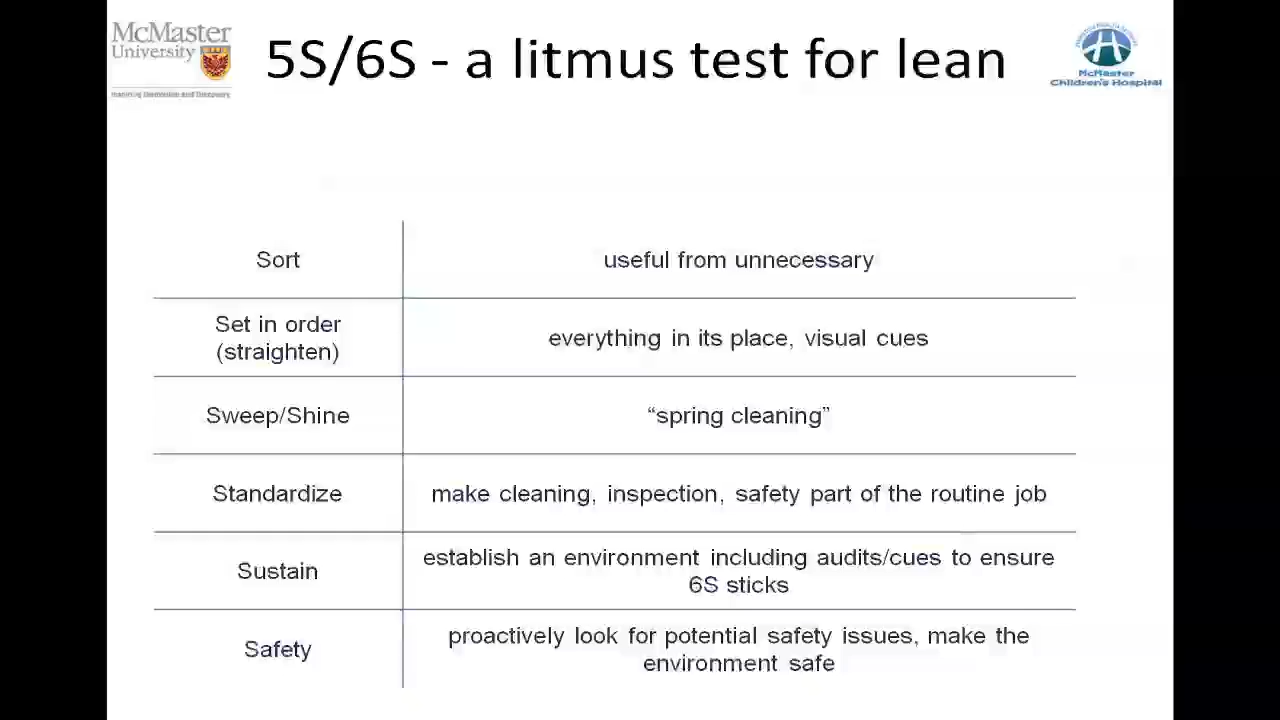 McMaster
University
5S/6S - a litmus test for lean
McMaster
Children's Hospital
Sort
useful from unnecessary
Set in order
(straighten)
everything in its place, visual cues
Sweep/Shine
“spring cleaning”
Standardize
make cleaning, inspection, safety part of the routine job
Sustain
establish an environment including audits/cues to ensure
6S sticks
Safety
proactively look for potential safety issues, make the
environment safe